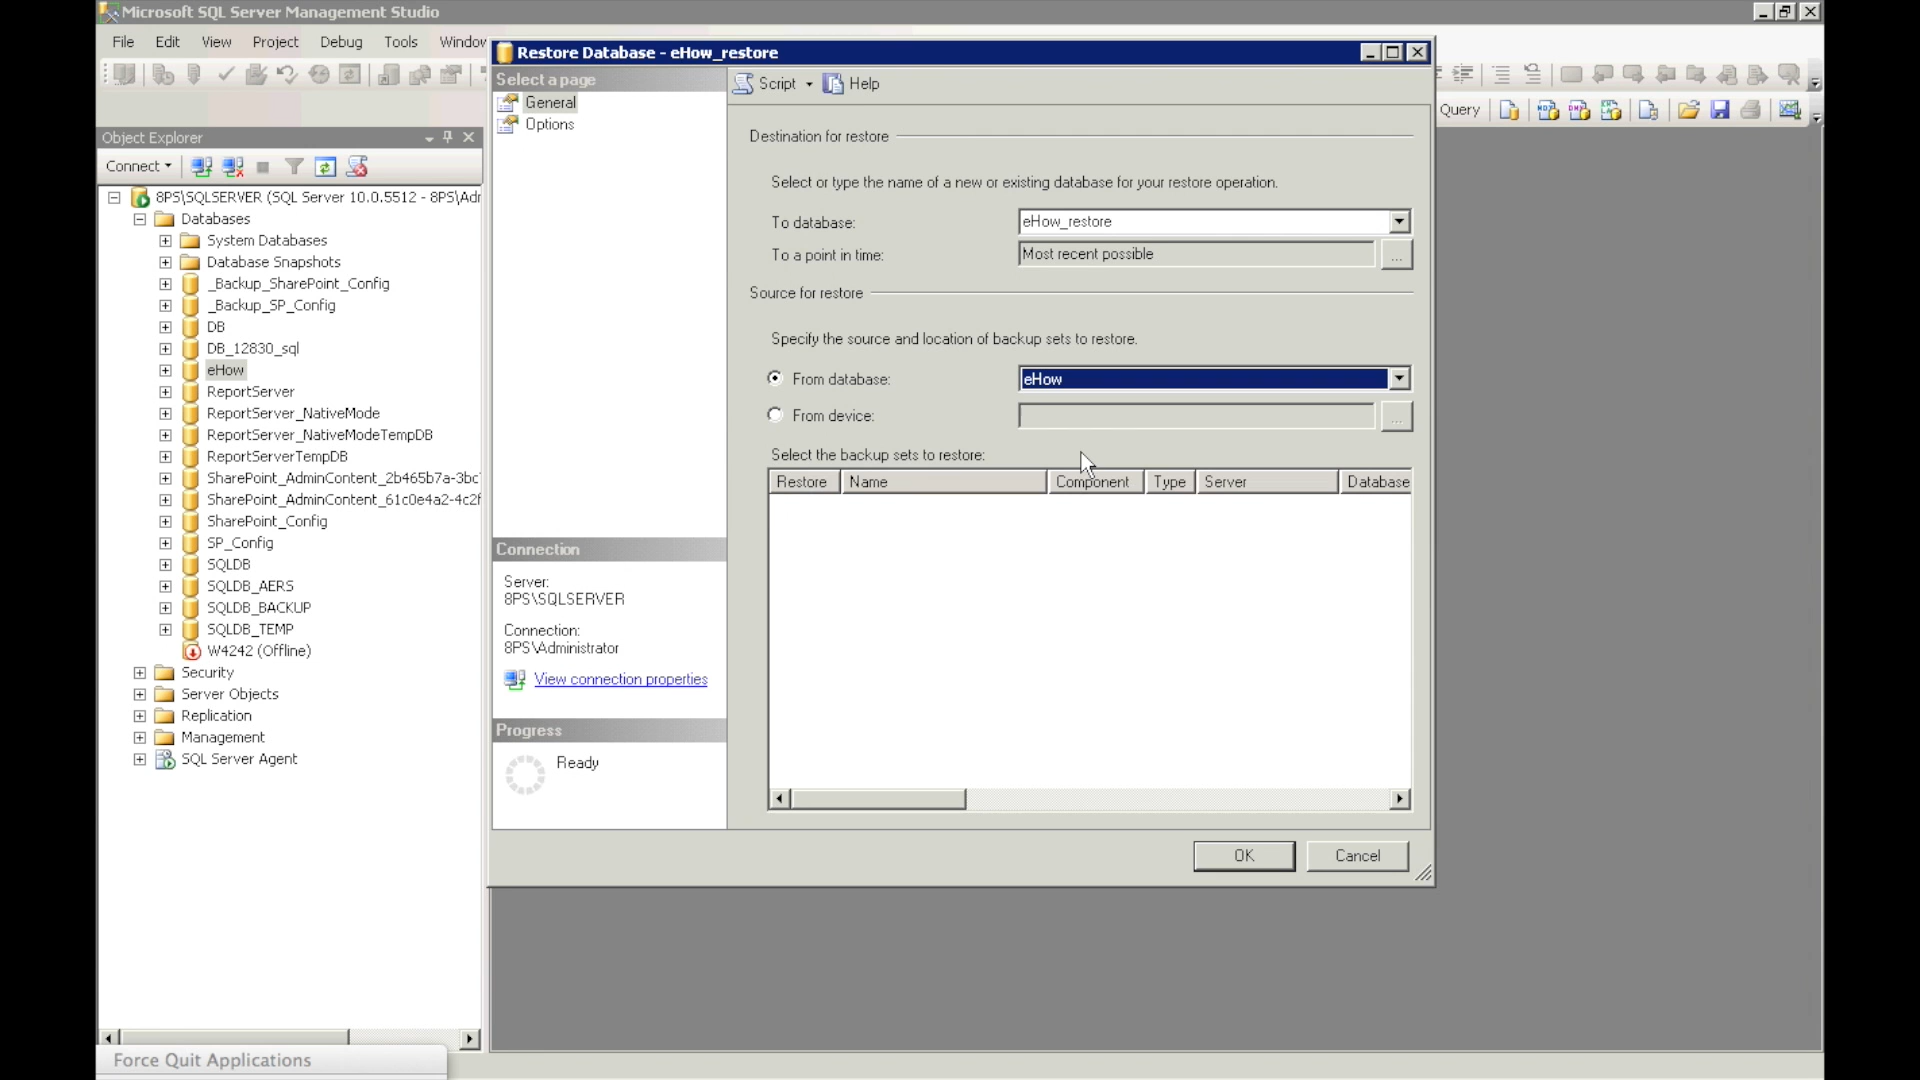 Microsoft SQL Server Management Studio
File Edit View Project Debug Tools Window
Restore Database - eHow_restore
Select a page
General
Options
Script Help
Query
Object Explorer
Connect
8PS\SQLSERVER (SQL Server 10.0.5512 - 8PS\Adr
Databases
System Databases
Database Snapshots
_Backup_SharePoint_Config
_Backup_SP_Config
DB
DB_12830_sql
eHow
ReportServer
ReportServer_NativeMode
ReportServer_NativeModeTempDB
ReportServerTempDB
SharePoint_AdminContent_2b465b7a-3bc
SharePoint_AdminContent_61c0e4a2-4c2f
SharePoint_Config
SP_Config
SQLDB
SQLDB_AERS
SQLDB_BACKUP
SQLDB_TEMP
W4242 (Offline)
Security
Server Objects
Replication
Management
SQL Server Agent
Destination for restore
Select or type the name of a new or existing database for your restore operation.
To database: eHow_restore
To a point in time: Most recent possible ...
Source for restore
Specify the source and location of backup sets to restore.
From database: eHow
From device: ...
Select the backup sets to restore:
Restore Name Component Type Server Database
Connection
Server:
8PS\SQLSERVER
Connection:
8PS\Administrator
View connection properties
Progress
Ready
OK Cancel
Force Quit Applications